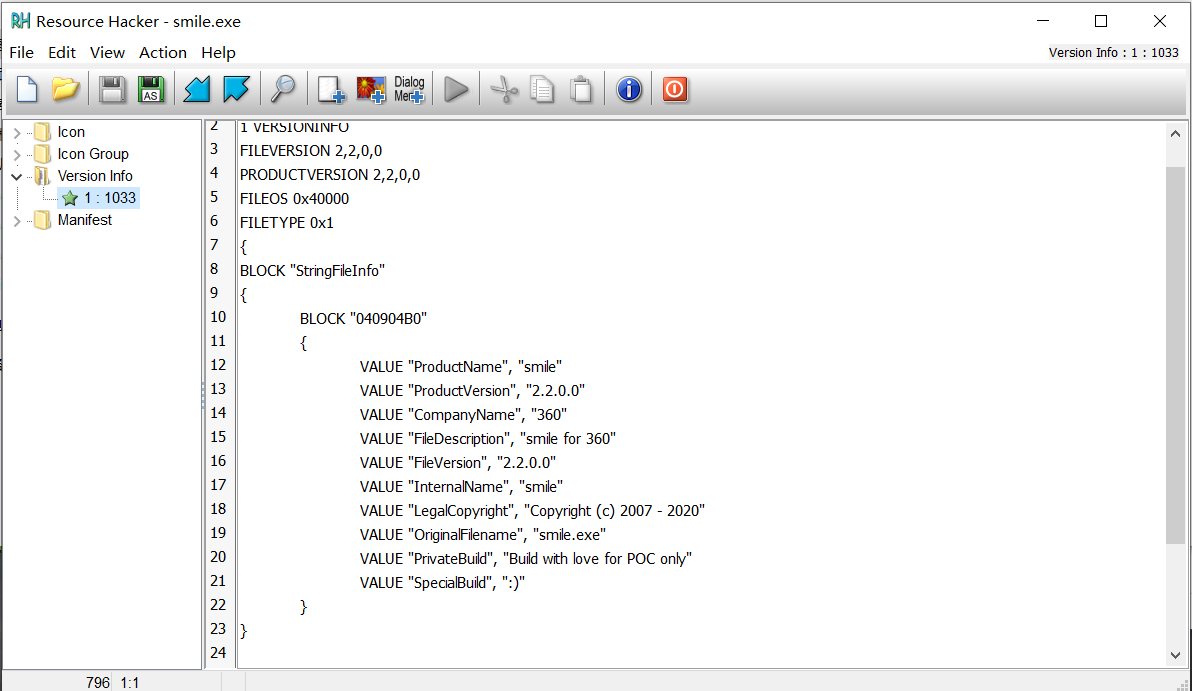 Resource Hacker - smile.exe
File Edit View Action Help
Version Info : 1 : 1033
AS
Dialog
Mer
Icon
Icon Group
Version Info
1 : 1033
Manifest
2 1 VERSIONINFO
3 FILEVERSION 2,2,0,0
4 PRODUCTVERSION 2,2,0,0
5 FILEOS 0x40000
6 FILETYPE 0x1
7 {
8 BLOCK "StringFileInfo"
9 {
10 BLOCK "040904B0"
11 {
12 VALUE "ProductName", "smile"
13 VALUE "ProductVersion", "2.2.0.0"
14 VALUE "CompanyName", "360"
15 VALUE "FileDescription", "smile for 360"
16 VALUE "FileVersion", "2.2.0.0"
17 VALUE "InternalName", "smile"
18 VALUE "LegalCopyright", "Copyright (c) 2007 - 2020"
19 VALUE "OriginalFilename", "smile.exe"
20 VALUE "PrivateBuild", "Build with love for POC only"
21 VALUE "SpecialBuild", ":)"
22 }
23 }
24
796 1:1